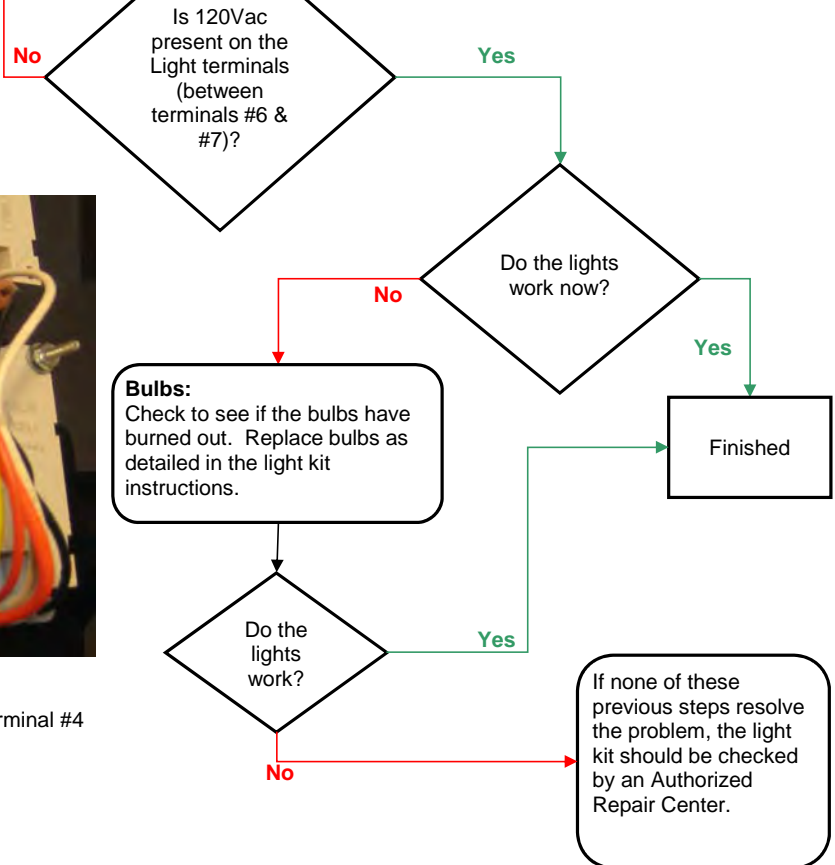 Is 120Vac
present on the
Light terminals
(between
terminals #6 &
#7)?
No
Yes
Do the lights
work now?
No
Yes
Bulbs:
Check to see if the bulbs have
burned out. Replace bulbs as
detailed in the light kit
instructions.
Finished
Do the
lights
work?
Yes
No
If none of these
previous steps resolve
the problem, the light
kit should be checked
by an Authorized
Repair Center.
#4